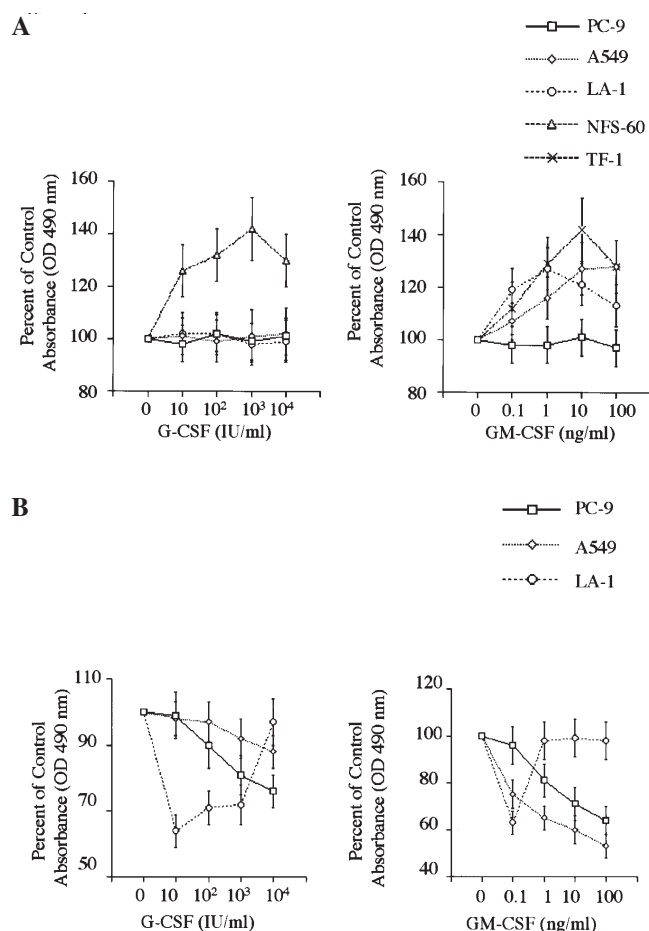 A
PC-9
A549
LA-1
NFS-60
TF-1
Percent of Control
Absorbance (OD 490 nm)
160
140
120
100
80
0 10 10² 10³ 10⁴
G-CSF (IU/ml)
Percent of Control
Absorbance (OD 490 nm)
160
140
120
100
80
0 0.1 1 10 100
GM-CSF (ng/ml)
B
PC-9
A549
LA-1
Percent of Control
Absorbance (OD 490 nm)
110
90
70
50
0 10 10² 10³ 10⁴
G-CSF (IU/ml)
Percent of Control
Absorbance (OD 490 nm)
120
100
80
60
40
0 0.1 1 10 100
GM-CSF (ng/ml)